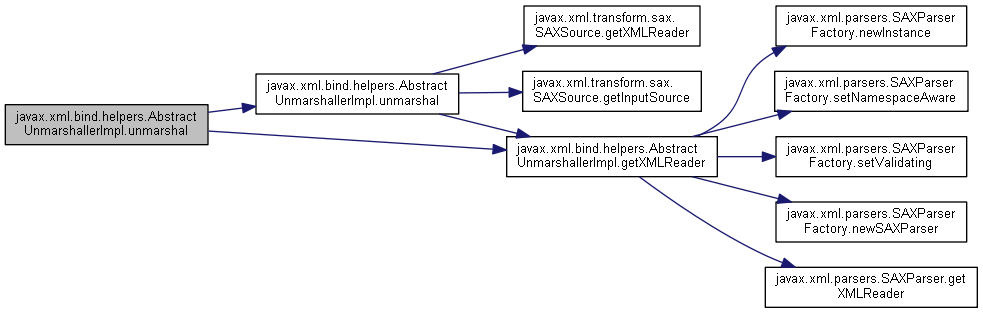 javax.xml.bind.helpers.Abstract
UnmarshallerImpl.unmarshal
javax.xml.bind.helpers.Abstract
UnmarshallerImpl.unmarshal
javax.xml.transform.sax.
SAXSource.getXMLReader
javax.xml.transform.sax.
SAXSource.getInputSource
javax.xml.bind.helpers.Abstract
UnmarshallerImpl.getXMLReader
javax.xml.parsers.SAXParser
Factory.newInstance
javax.xml.parsers.SAXParser
Factory.setNamespaceAware
javax.xml.parsers.SAXParser
Factory.setValidating
javax.xml.parsers.SAXParser
Factory.newSAXParser
javax.xml.parsers.SAXParser.get
XMLReader